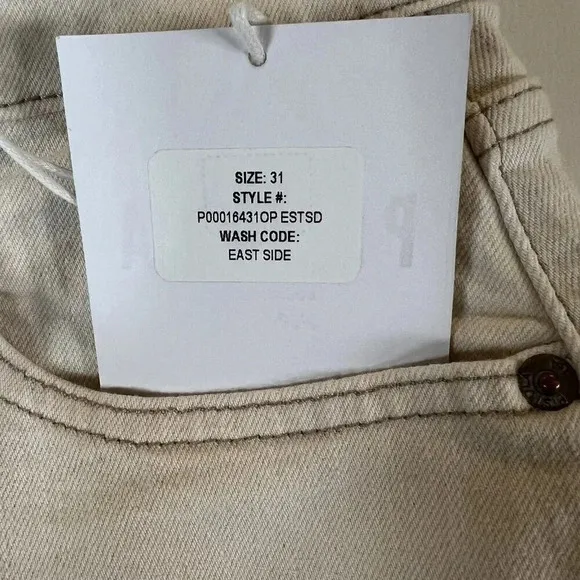 SIZE: 31
STYLE #:
P00016431OP ESTSD
WASH CODE:
EAST SIDE